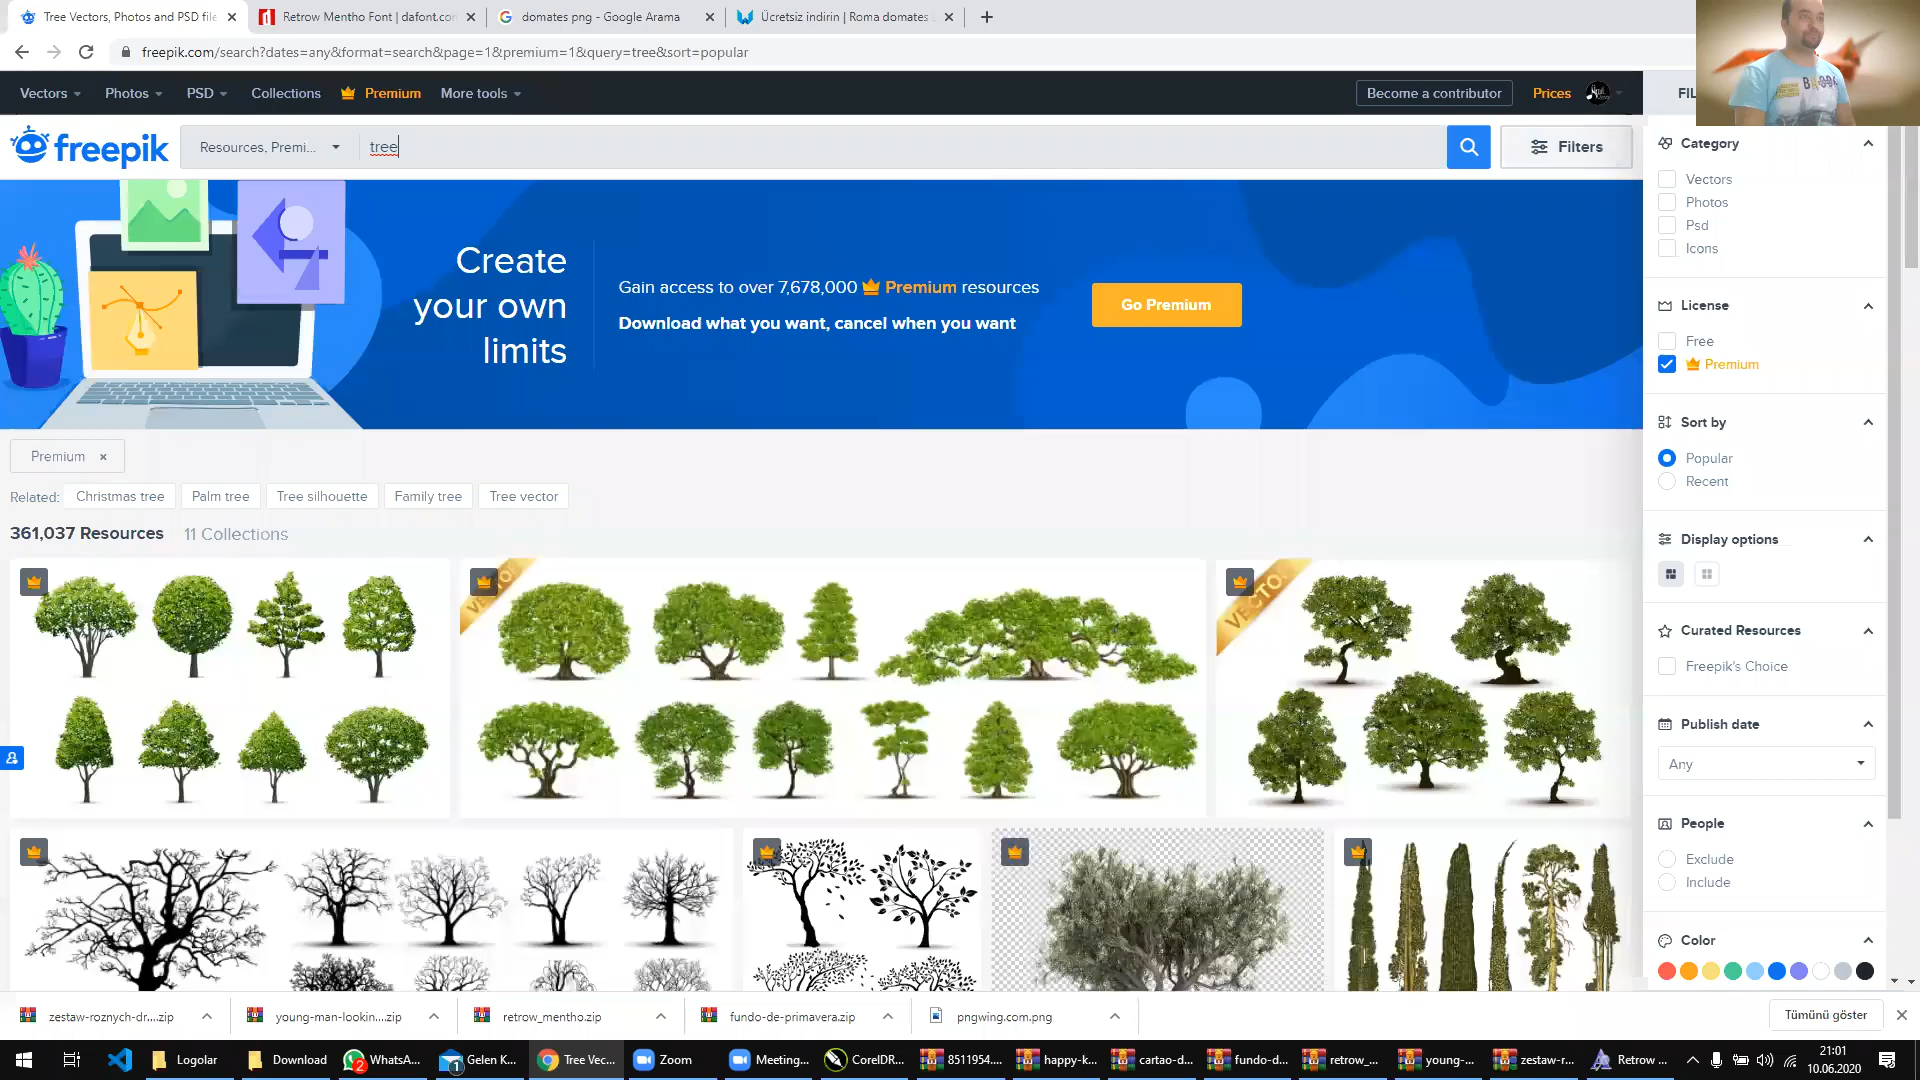 Tree Vectors, Photos and PSD file
Retrow Mentho Font | dafont.co
domates png - Google Arama
Ücretsiz indirin | Roma domates
freepik.com/search?dates=any&format=search&page=1&premium=1&query=tree&sort=popular
Vectors
Photos
PSD
Collections
Premium
More tools
Become a contributor
Prices
FIL
freepik
Resources, Premi...
tree
Filters
Create
your own
limits
Gain access to over 7,678,000 Premium resources
Download what you want, cancel when you want
Go Premium
Premium ×
Related:
Christmas tree
Palm tree
Tree silhouette
Family tree
Tree vector
361,037 Resources
11 Collections
VECTO
VECTOR
Category
Vectors
Photos
Psd
Icons
License
Free
Premium
Sort by
Popular
Recent
Display options
Curated Resources
Freepik's Choice
Publish date
Any
People
Exclude
Include
Color
zestaw-roznych-dr....zip
young-man-lookin....zip
retrow_mentho.zip
fundo-de-primavera.zip
pngwing.com.png
Tümünü göster
Logolar
Download
2
WhatsA...
1
Gelen K...
Tree Vec...
Zoom
Meeting...
CorelDR...
8511954....
happy-k...
cartao-d...
fundo-d...
retrow_...
young-...
zestaw-r...
Retrow ...
21:01
10.06.2020